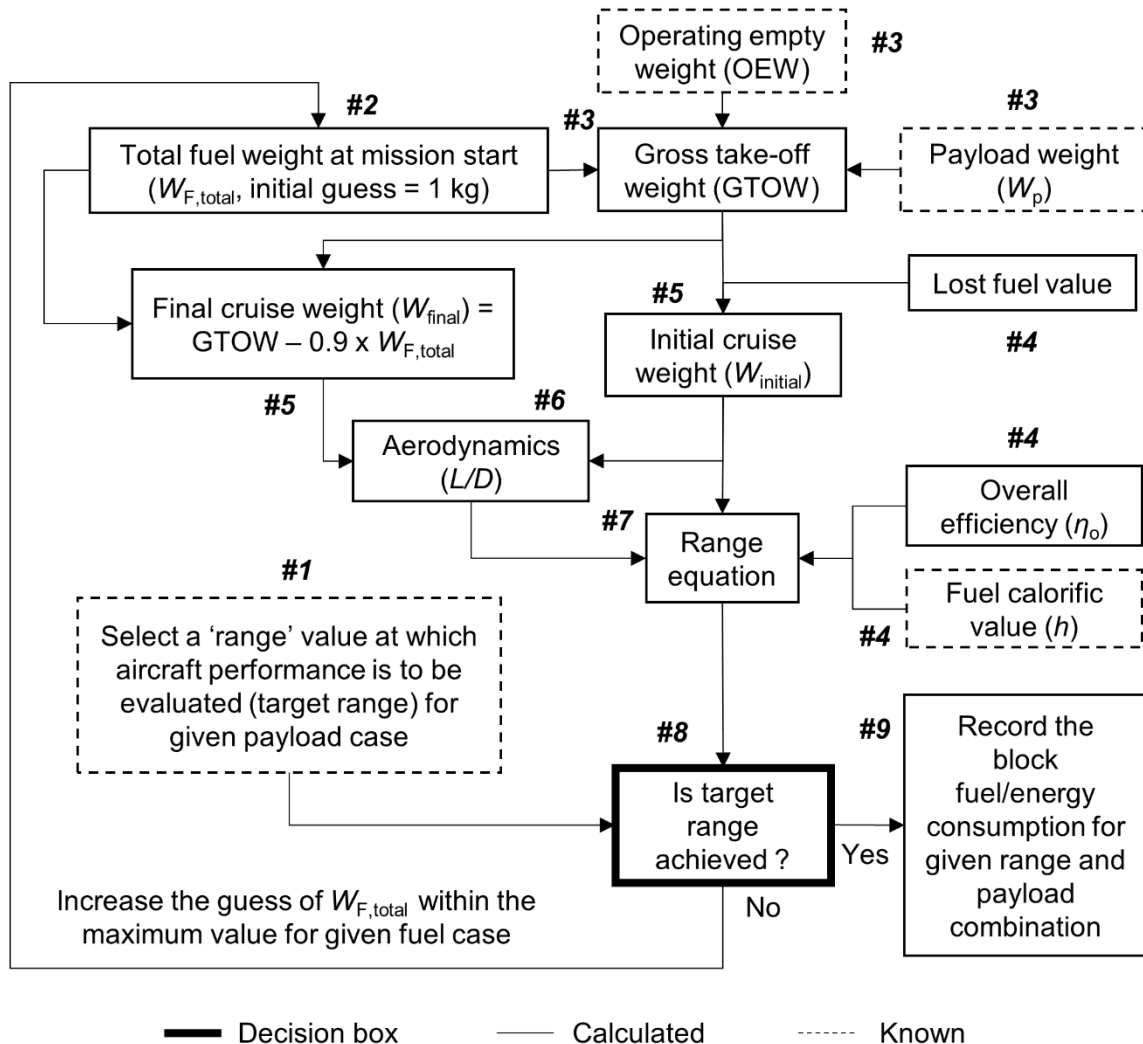 Operating empty
weight (OEW)
#3
#2
#3
#3
Total fuel weight at mission start
(WF,total, initial guess = 1 kg)
Gross take-off
weight (GTOW)
Payload weight
(Wp)
Final cruise weight (Wfinal) =
GTOW – 0.9 x WF,total
#5
Lost fuel value
#4
Initial cruise
weight (Winitial)
#5
#6
Aerodynamics
(L/D)
#4
Overall
efficiency (ηo)
#7
Range
equation
Fuel calorific
value (h)
#4
#1
Select a ‘range’ value at which
aircraft performance is to be
evaluated (target range) for
given payload case
#8
Is target
range
achieved ?
Yes
No
#9
Record the
block
fuel/energy
consumption for
given range and
payload
combination
Increase the guess of WF,total within the
maximum value for given fuel case
Decision box
Calculated
Known